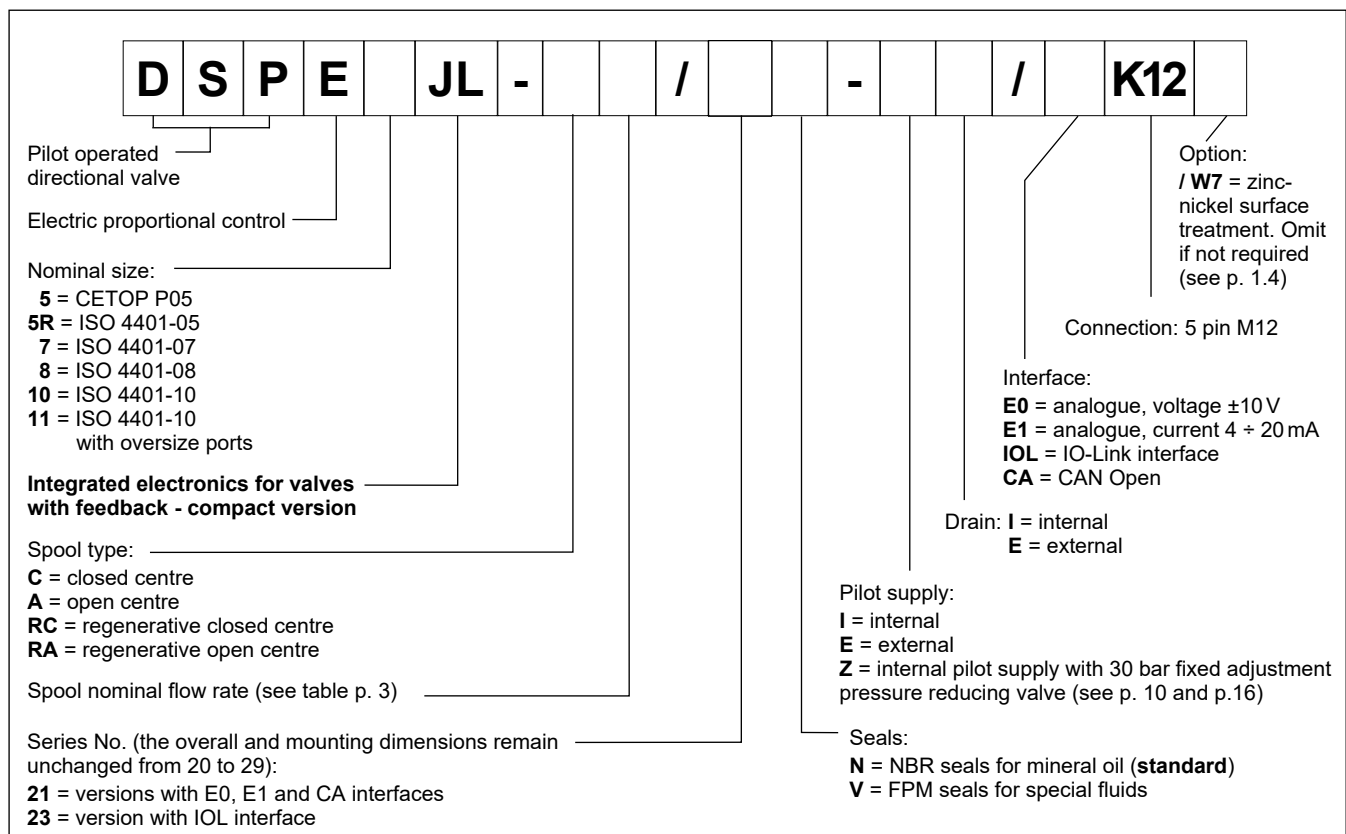 D S P E JL - / - / K12
Pilot operated
directional valve
Electric proportional control
Nominal size:
5 = CETOP P05
5R = ISO 4401-05
7 = ISO 4401-07
8 = ISO 4401-08
10 = ISO 4401-10
11 = ISO 4401-10
with oversize ports
Integrated electronics for valves
with feedback - compact version
Spool type:
C = closed centre
A = open centre
RC = regenerative closed centre
RA = regenerative open centre
Spool nominal flow rate (see table p. 3)
Series No. (the overall and mounting dimensions remain
unchanged from 20 to 29):
21 = versions with E0, E1 and CA interfaces
23 = version with IOL interface
Option:
/ W7 = zinc-
nickel surface
treatment. Omit
if not required
(see p. 1.4)
Connection: 5 pin M12
Interface:
E0 = analogue, voltage ±10 V
E1 = analogue, current 4 ÷ 20 mA
IOL = IO-Link interface
CA = CAN Open
Drain: I = internal
E = external
Pilot supply:
I = internal
E = external
Z = internal pilot supply with 30 bar fixed adjustment
pressure reducing valve (see p. 10 and p.16)
Seals:
N = NBR seals for mineral oil (standard)
V = FPM seals for special fluids